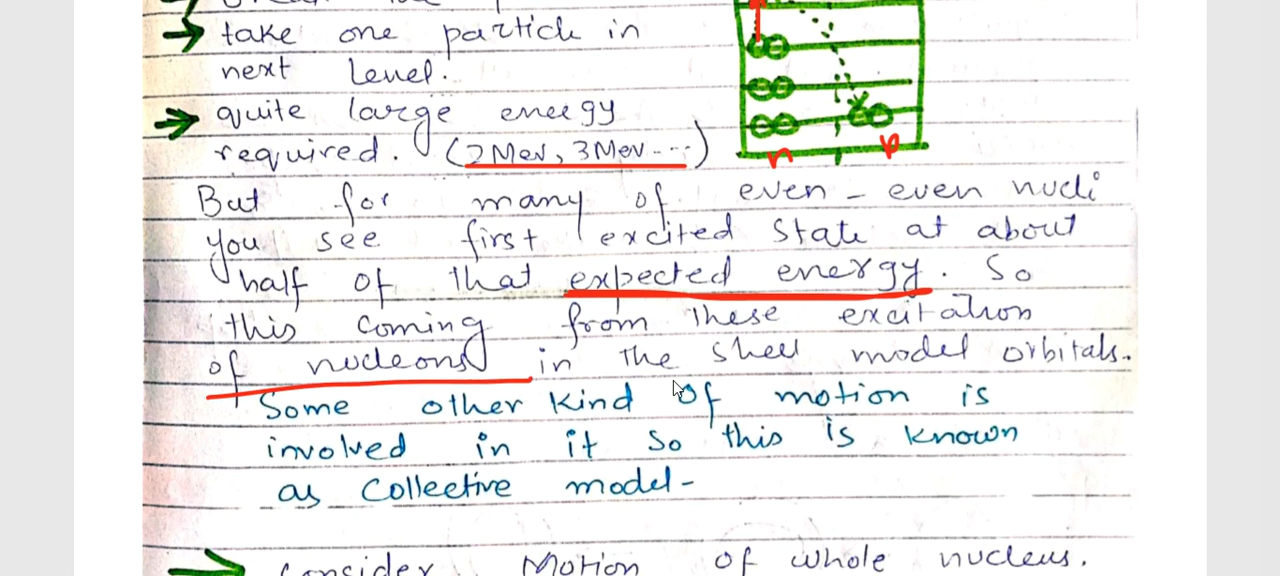 take one particle in
next level.
quite large energy
required. (2Mev, 3Mev---)
n p
But for many of even - even nucli
you see first excited state at about
half of that expected energy. So
this coming from these excitation
of nucleons in the shell model orbitals.
Some other kind of motion is
involved in it so this is known
as collective model-
Consider Motion of whole nucleus.